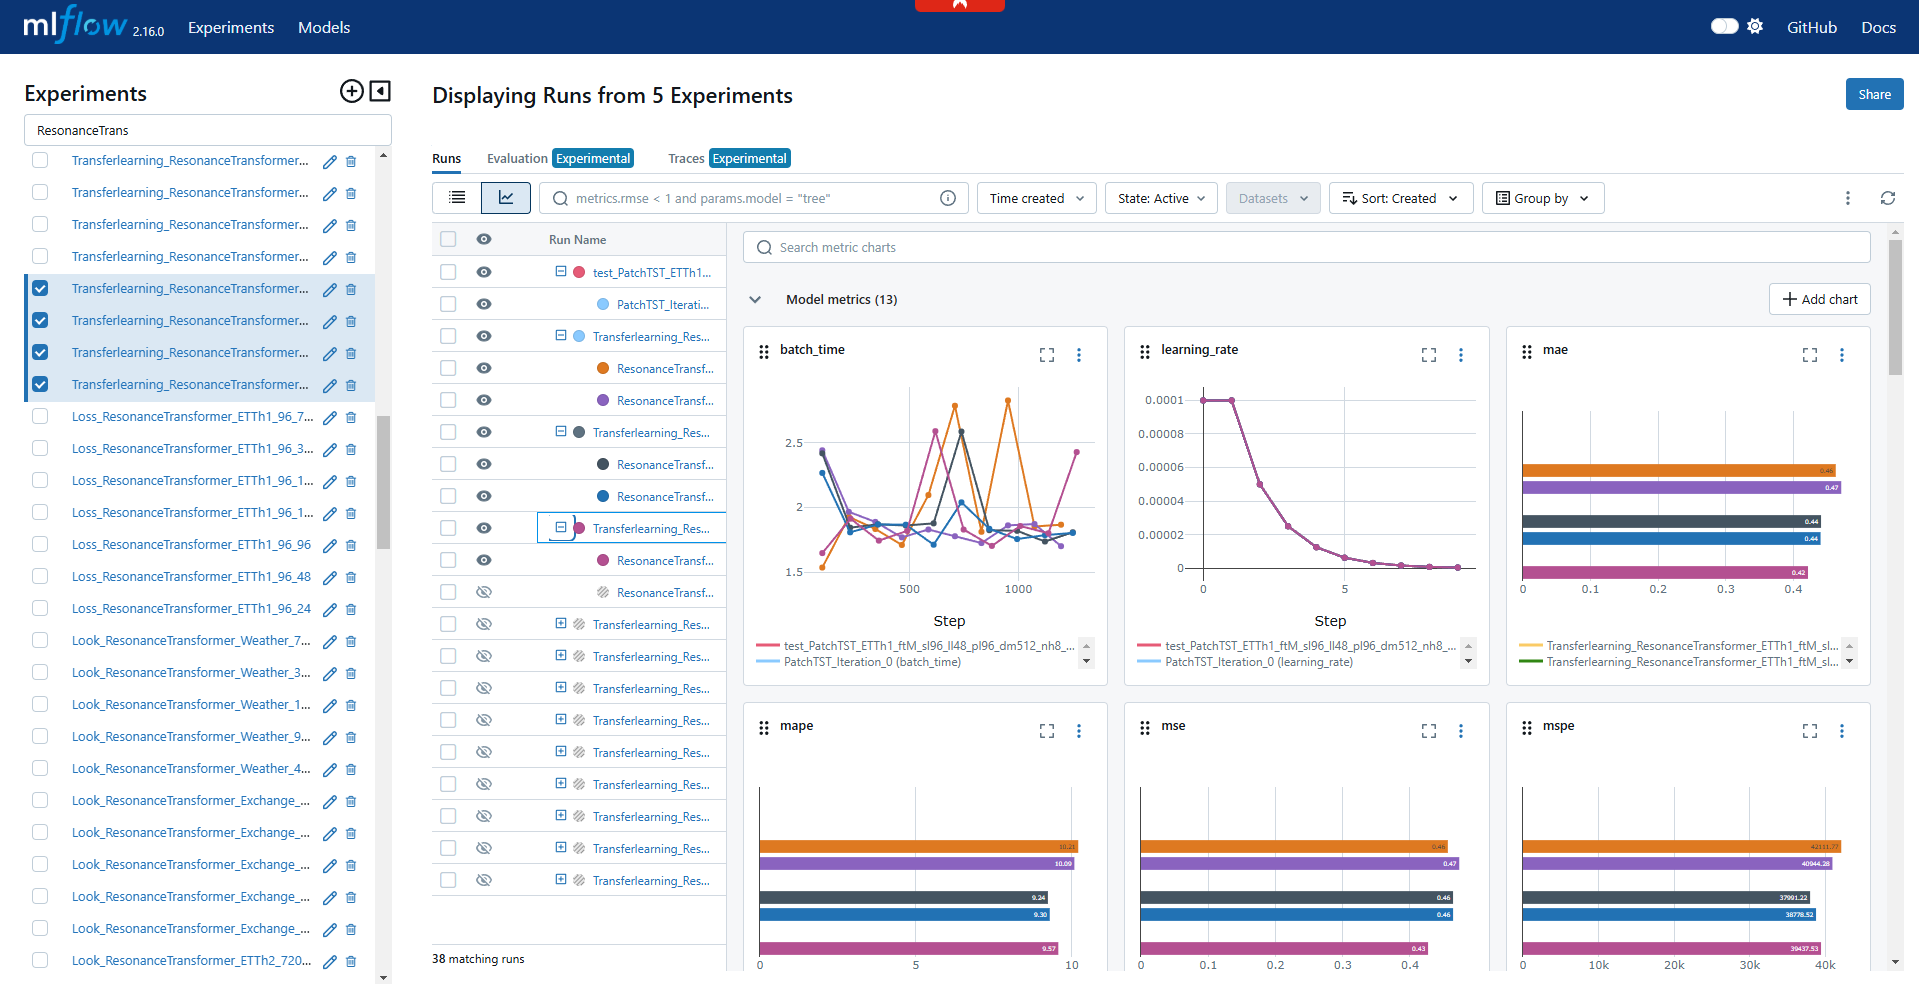 mlflow 2.16.0 Experiments Models GitHub Docs
Experiments
ResonanceTrans
Transferlearning_ResonanceTransformer...
Transferlearning_ResonanceTransformer...
Transferlearning_ResonanceTransformer...
Transferlearning_ResonanceTransformer...
Transferlearning_ResonanceTransformer...
Transferlearning_ResonanceTransformer...
Transferlearning_ResonanceTransformer...
Transferlearning_ResonanceTransformer...
Loss_ResonanceTransformer_ETTh1_96_7...
Loss_ResonanceTransformer_ETTh1_96_3...
Loss_ResonanceTransformer_ETTh1_96_1...
Loss_ResonanceTransformer_ETTh1_96_1...
Loss_ResonanceTransformer_ETTh1_96_96
Loss_ResonanceTransformer_ETTh1_96_48
Loss_ResonanceTransformer_ETTh1_96_24
Look_ResonanceTransformer_Weather_7...
Look_ResonanceTransformer_Weather_3...
Look_ResonanceTransformer_Weather_1...
Look_ResonanceTransformer_Weather_9...
Look_ResonanceTransformer_Weather_4...
Look_ResonanceTransformer_Exchange_...
Look_ResonanceTransformer_Exchange_...
Look_ResonanceTransformer_Exchange_...
Look_ResonanceTransformer_Exchange_...
Look_ResonanceTransformer_Exchange_...
Look_ResonanceTransformer_ETTh2_720...
Displaying Runs from 5 Experiments
Share
Runs Evaluation Experimental Traces Experimental
metrics.rmse < 1 and params.model = "tree" Time created State: Active Datasets Sort: Created Group by
Run Name
test_PatchTST_ETTh1...
PatchTST_Iterati...
Transferlearning_Res...
ResonanceTransf...
ResonanceTransf...
Transferlearning_Res...
ResonanceTransf...
ResonanceTransf...
Transferlearning_Res...
ResonanceTransf...
ResonanceTransf...
Transferlearning_Res...
Transferlearning_Res...
Transferlearning_Res...
Transferlearning_Res...
Transferlearning_Res...
Transferlearning_Res...
Transferlearning_Res...
Transferlearning_Res...
Transferlearning_Res...
38 matching runs
Search metric charts
Model metrics (13)
Add chart
batch_time
2.5
2
1.5
500 1000
Step
test_PatchTST_ETTh1_ftM_sl96_ll48_pl96_dm512_nh8_...
PatchTST_Iteration_0 (batch_time)
learning_rate
0.0001
0.00008
0.00006
0.00004
0.00002
0
0 5
Step
test_PatchTST_ETTh1_ftM_sl96_ll48_pl96_dm512_nh8_...
PatchTST_Iteration_0 (learning_rate)
mae
0.46
0.47
0.44
0.44
0.42
0 0.1 0.2 0.3 0.4
Transferlearning_ResonanceTransformer_ETTh1_ftM_sl...
Transferlearning_ResonanceTransformer_ETTh1_ftM_sl...
mape
10.21
10.09
9.24
9.30
9.57
0 5 10
mse
0.46
0.47
0.46
0.46
0.43
0 0.1 0.2 0.3 0.4
mspe
42111.77
40944.28
37991.22
38778.52
39437.53
0 10k 20k 30k 40k